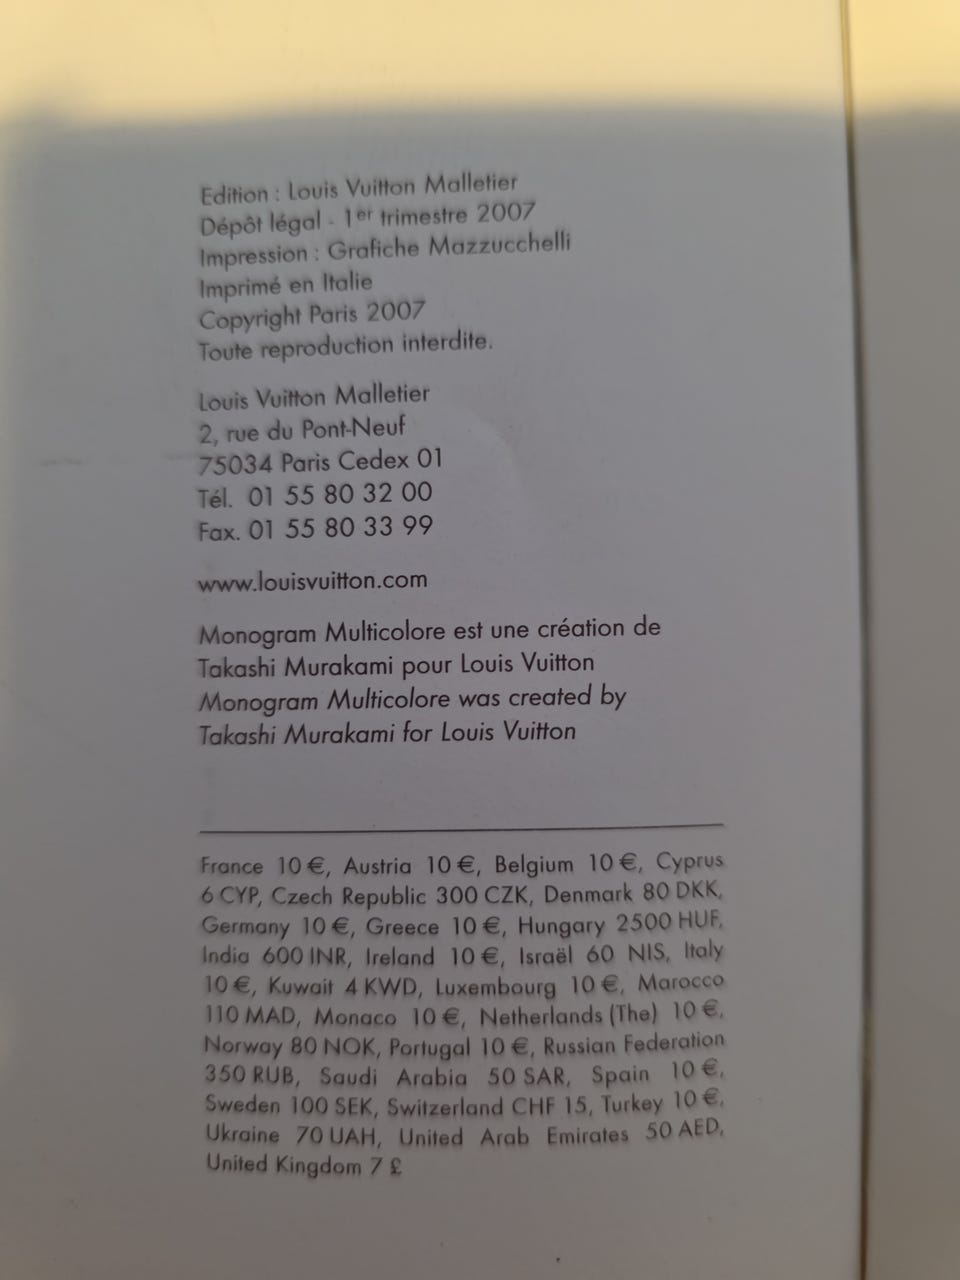 Edition : Louis Vuitton Malletier
Dépôt légal - 1er trimestre 2007
Impression : Grafiche Mazzucchelli
Imprimé en Italie
Copyright Paris 2007
Toute reproduction interdite.
Louis Vuitton Malletier
2, rue du Pont-Neuf
75034 Paris Cedex 01
Tél. 01 55 80 32 00
Fax. 01 55 80 33 99
www.louisvuitton.com
Monogram Multicolore est une création de
Takashi Murakami pour Louis Vuitton
Monogram Multicolore was created by
Takashi Murakami for Louis Vuitton
France 10 €, Austria 10 €, Belgium 10 €, Cyprus
6 CYP, Czech Republic 300 CZK, Denmark 80 DKK,
Germany 10 €, Greece 10 €, Hungary 2500 HUF,
India 600 INR, Ireland 10 €, Israël 60 NIS, Italy
10 €, Kuwait 4 KWD, Luxembourg 10 €, Marocco
110 MAD, Monaco 10 €, Netherlands (The) 10 €,
Norway 80 NOK, Portugal 10 €, Russian Federation
350 RUB, Saudi Arabia 50 SAR, Spain 10 €,
Sweden 100 SEK, Switzerland CHF 15, Turkey 10 €,
Ukraine 70 UAH, United Arab Emirates 50 AED,
United Kingdom 7 £